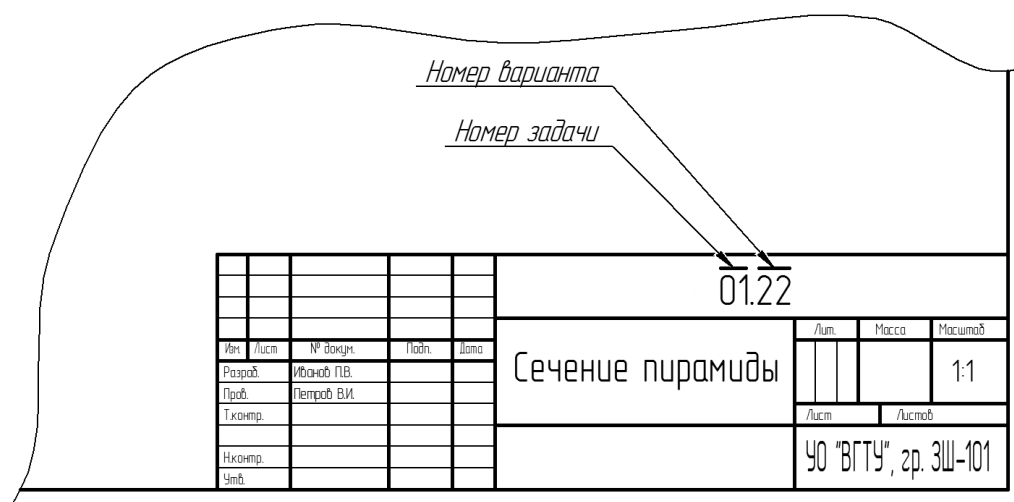 Номер варианта
Номер задачи
01.22
Изм. Лист № докум. Подп. Дата
Разраб. Иванов П.В.
Пров. Петров В.И.
Т.контр.
Н.контр.
Утв.
Сечение пирамиды
Лит. Масса Масштаб
1:1
Лист Листов
УО "ВГТУ", гр. ЗШ-101